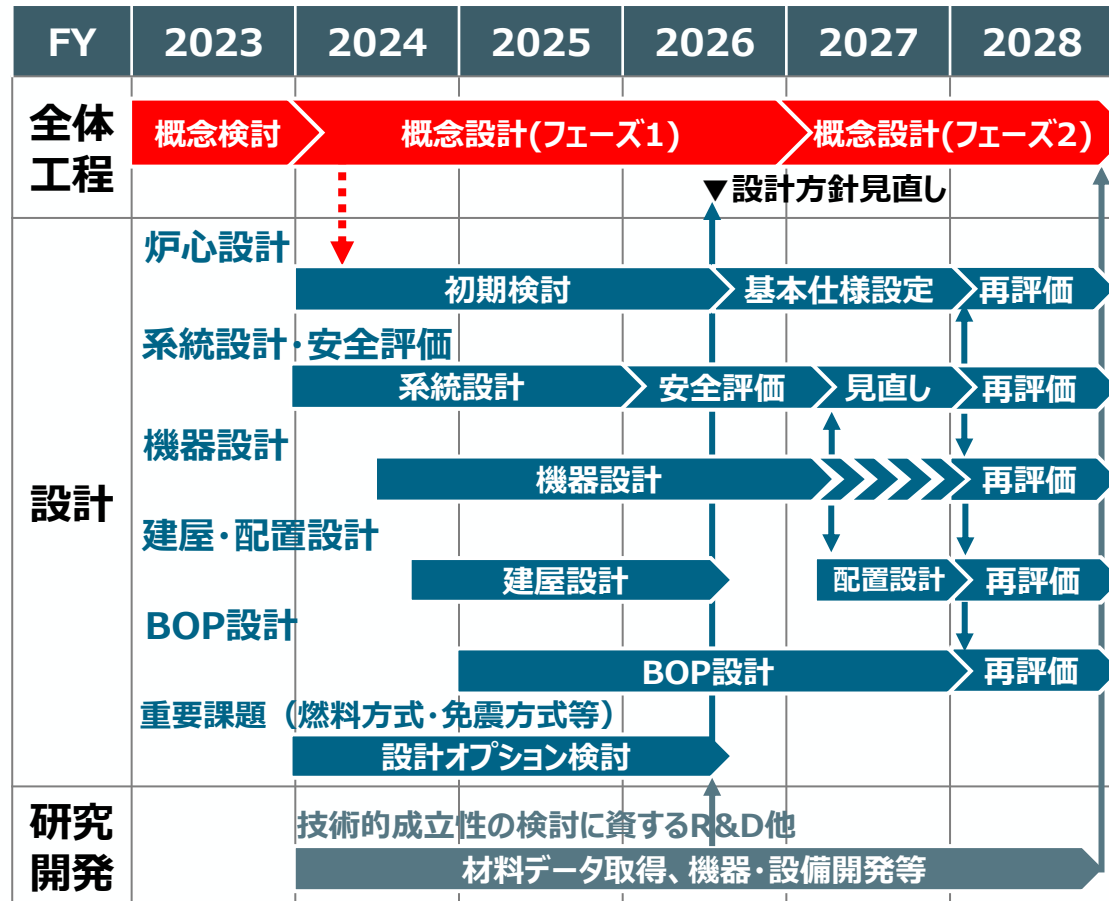 FY 2023 2024 2025 2026 2027 2028
全体
工程
概念検討 概念設計(フェーズ1) 概念設計(フェーズ2)
▼設計方針見直し
設計
炉心設計
初期検討 基本仕様設定 再評価
系統設計・安全評価
系統設計 安全評価 見直し 再評価
機器設計
機器設計 再評価
建屋・配置設計
建屋設計 配置設計 再評価
BOP設計
BOP設計 再評価
重要課題（燃料方式・免震方式等）
設計オプション検討
研究
開発
技術的成立性の検討に資するR&D他
材料データ取得、機器・設備開発等